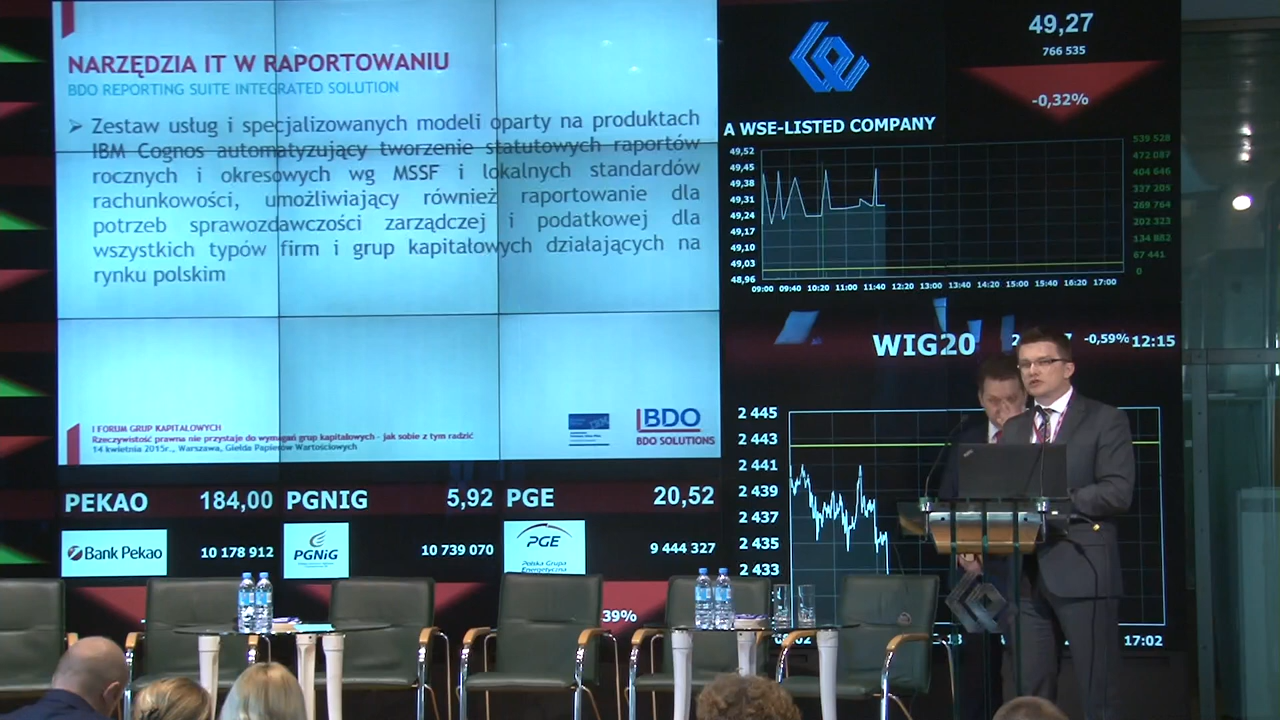 NARZĘDZIA IT W RAPORTOWANIU
BDO REPORTING SUITE INTEGRATED SOLUTION
➢ Zestaw usług i specjalizowanych modeli oparty na produktach
IBM Cognos automatyzujący tworzenie statutowych raportów
rocznych i okresowych wg MSSF i lokalnych standardów
rachunkowości, umożliwiający również raportowanie dla
potrzeb sprawozdawczości zarządczej i podatkowej dla
wszystkich typów firm i grup kapitałowych działających na
rynku polskim
I FORUM GRUP KAPITAŁOWYCH
Rzeczywistość prawna nie przystaje do wymagań grup kapitałowych - jak sobie z tym radzić
14 kwietnia 2015r., Warszawa, Giełda Papierów Wartościowych
BDO
BDO SOLUTIONS
49,27
766 535
-0,32%
A WSE-LISTED COMPANY
49,52
49,45
49,38
49,31
49,24
49,17
49,10
49,03
48,96
539 528
472 087
404 646
337 205
269 764
202 323
134 882
67 441
0
09:00 09:40 10:20 11:00 11:40 12:20 13:00 13:40 14:20 15:00 15:40 16:20 17:00
WIG20 -0,59% 12:15
2 445
2 443
2 441
2 439
2 437
2 435
2 433
17:02
PEKAO 184,00 PGNIG 5,92 PGE 20,52
Bank Pekao 10 178 912
PGNiG 10 739 070
PGE
Polska Grupa
Energetyczna
9 444 327
39%